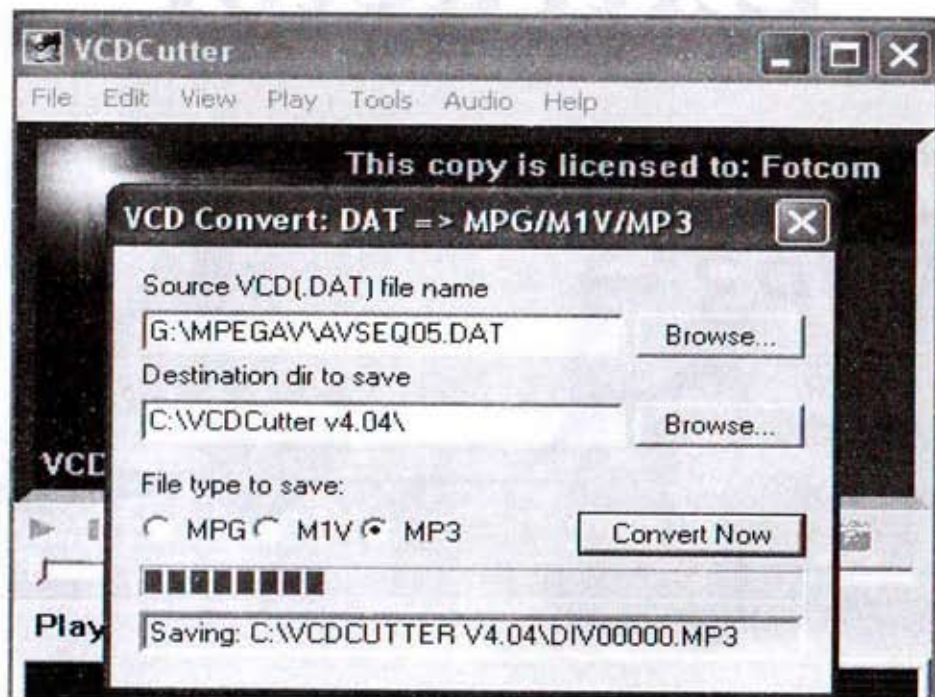 VCDCutter
File Edit View Play Tools Audio Help
This copy is licensed to: Fotcom
VCD Convert: DAT => MPG/M1V/MP3
Source VCD(.DAT) file name
G:\MPEGAV\AVSEQ05.DAT
Browse...
Destination dir to save
C:\VCDCutter v4.04\
Browse...
VCD
File type to save:
MPG M1V MP3
Convert Now
Play
Saving: C:\VCDCUTTER V4.04\DIV00000.MP3